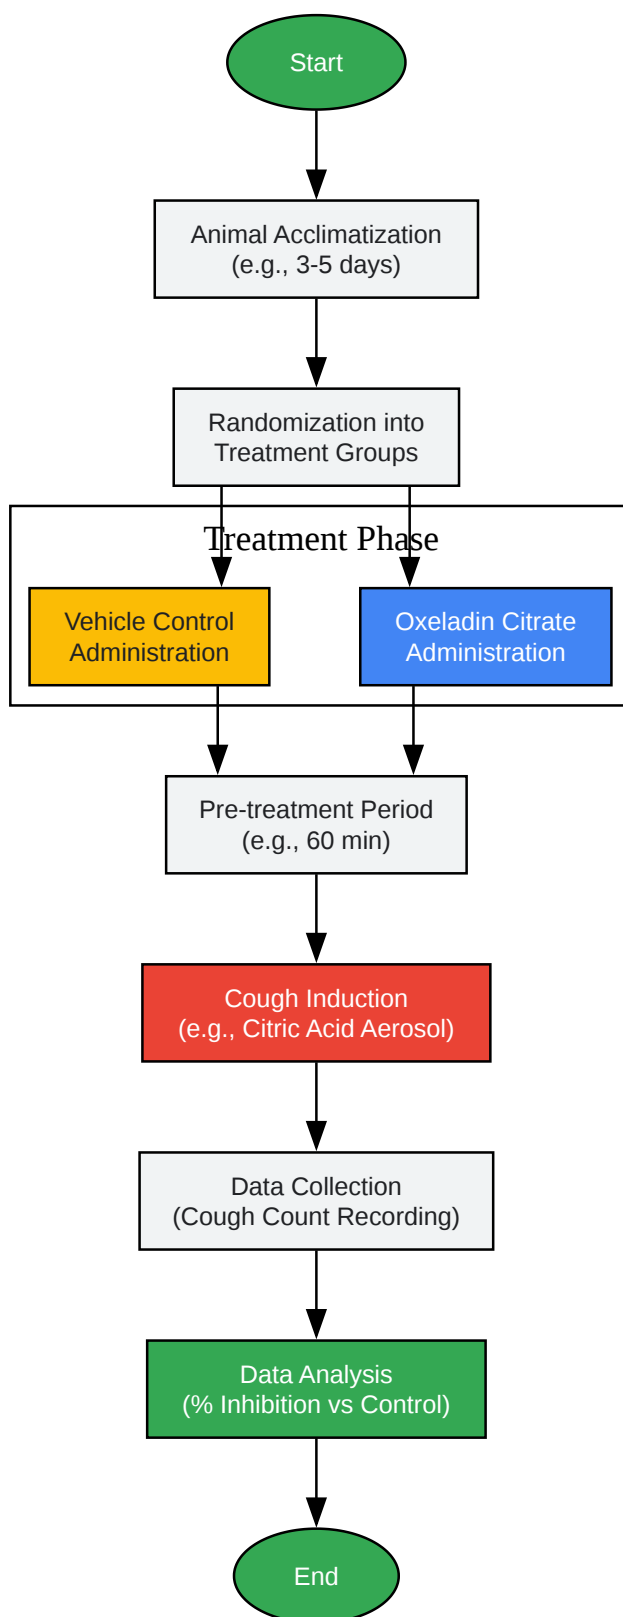 Start
Animal Acclimatization
(e.g., 3-5 days)
Randomization into
Treatment Groups
Treatment Phase
Vehicle Control
Administration
Oxeladin Citrate
Administration
Pre-treatment Period
(e.g., 60 min)
Cough Induction
(e.g., Citric Acid Aerosol)
Data Collection
(Cough Count Recording)
Data Analysis
(% Inhibition vs Control)
End